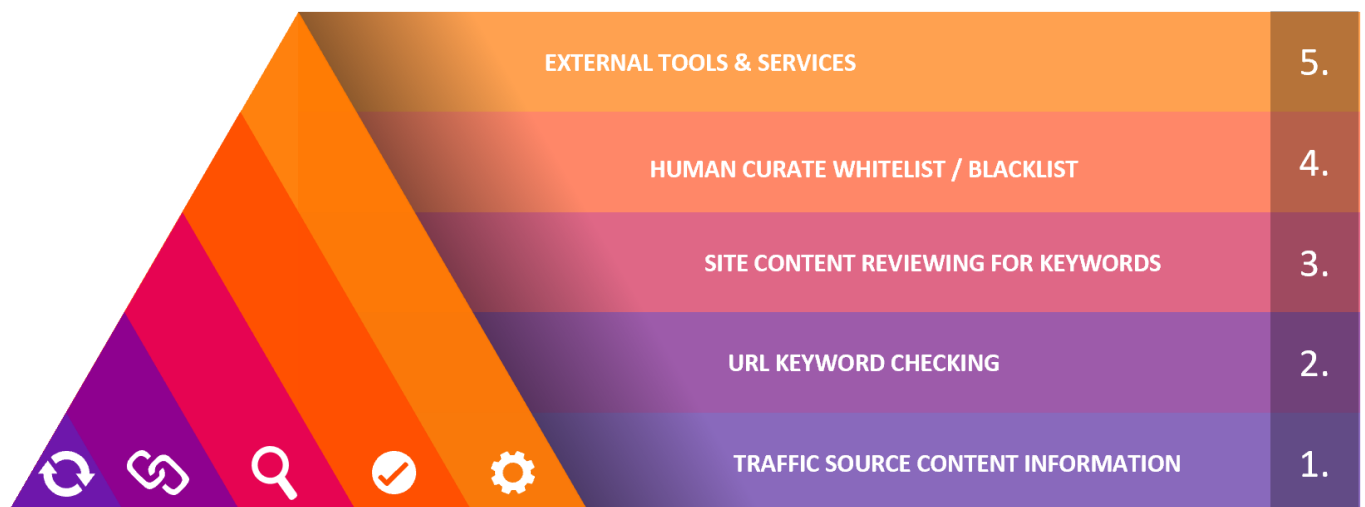 EXTERNAL TOOLS & SERVICES 5.
HUMAN CURATE WHITELIST / BLACKLIST 4.
SITE CONTENT REVIEWING FOR KEYWORDS 3.
URL KEYWORD CHECKING 2.
TRAFFIC SOURCE CONTENT INFORMATION 1.